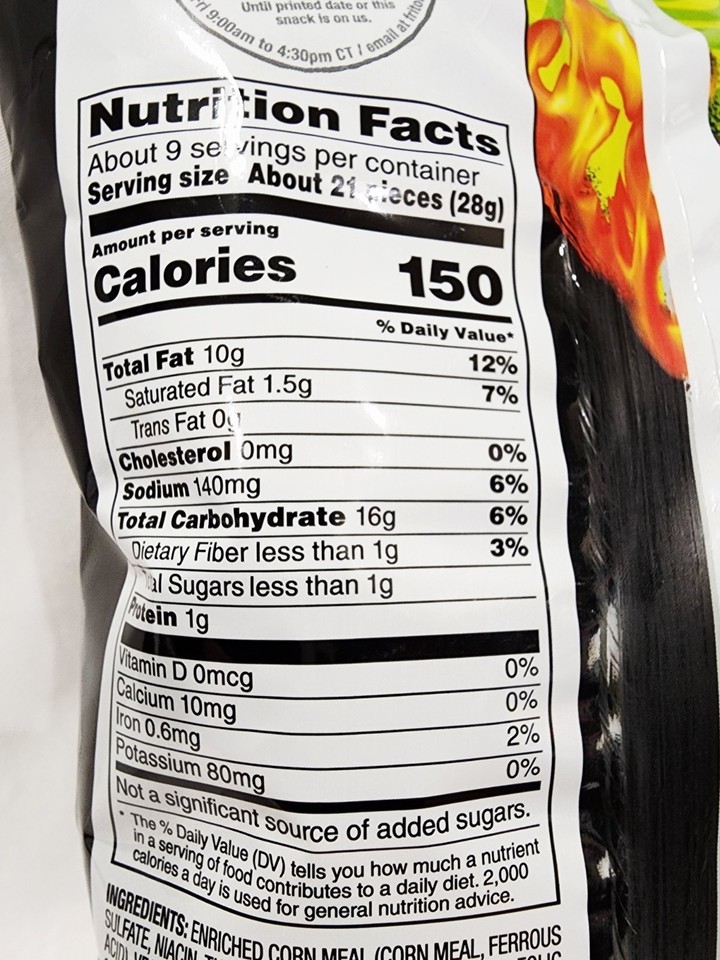 Until printed date or this
snack is on us.
9:00am to 4:30pm CT / email at
Nutrition Facts
About 9 servings per container
Serving size About 21 pieces (28g)
Amount per serving
Calories 150
% Daily Value*
Total Fat 10g 12%
Saturated Fat 1.5g 7%
Trans Fat 0g
Cholesterol 0mg 0%
Sodium 140mg 6%
Total Carbohydrate 16g 6%
Dietary Fiber less than 1g 3%
Total Sugars less than 1g
Protein 1g
Vitamin D 0mcg 0%
Calcium 10mg 0%
Iron 0.6mg 2%
Potassium 80mg 0%
Not a significant source of added sugars.
* The % Daily Value (DV) tells you how much a nutrient
in a serving of food contributes to a daily diet. 2,000
calories a day is used for general nutrition advice.
INGREDIENTS: ENRICHED CORN MEAL (CORN MEAL, FERROUS
SULFATE, NIACIN,